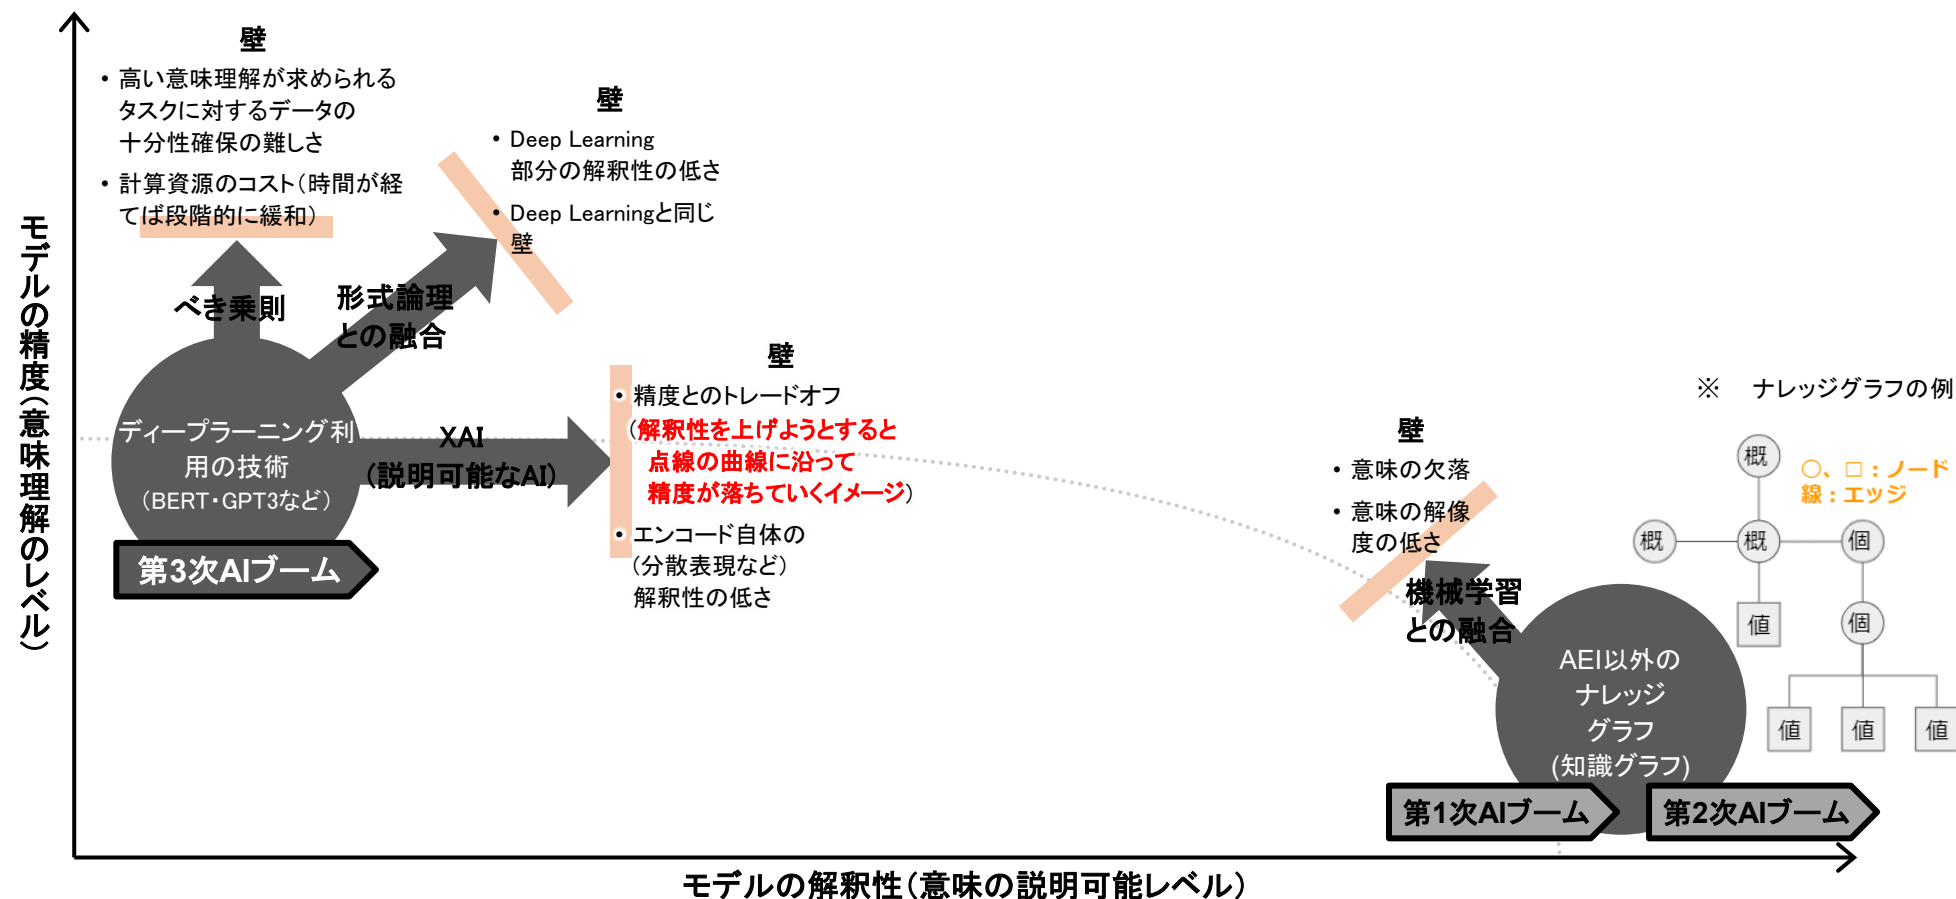 壁
• 高い意味理解が求められる
タスクに対するデータの
十分性確保の難しさ
• 計算資源のコスト（時間が経
てば段階的に緩和）
壁
• Deep Learning
部分の解釈性の低さ
• Deep Learningと同じ
壁
モデルの精度（意味理解のレベル）
べき乗則
形式論理
との融合
ディープラーニング利
用の技術
（BERT・GPT3など）
第3次AIブーム
XAI
（説明可能なAI）
壁
• 精度とのトレードオフ
（解釈性を上げようとすると
点線の曲線に沿って
精度が落ちていくイメージ）
• エンコード自体の
（分散表現など）
解釈性の低さ
壁
• 意味の欠落
• 意味の解像
度の低さ
機械学習
との融合
AEI以外の
ナレッジ
グラフ
(知識グラフ)
第1次AIブーム
第2次AIブーム
※　ナレッジグラフの例
〇、□：ノード
線：エッジ
概
概
概
個
値
個
値
値
値
モデルの解釈性（意味の説明可能レベル）